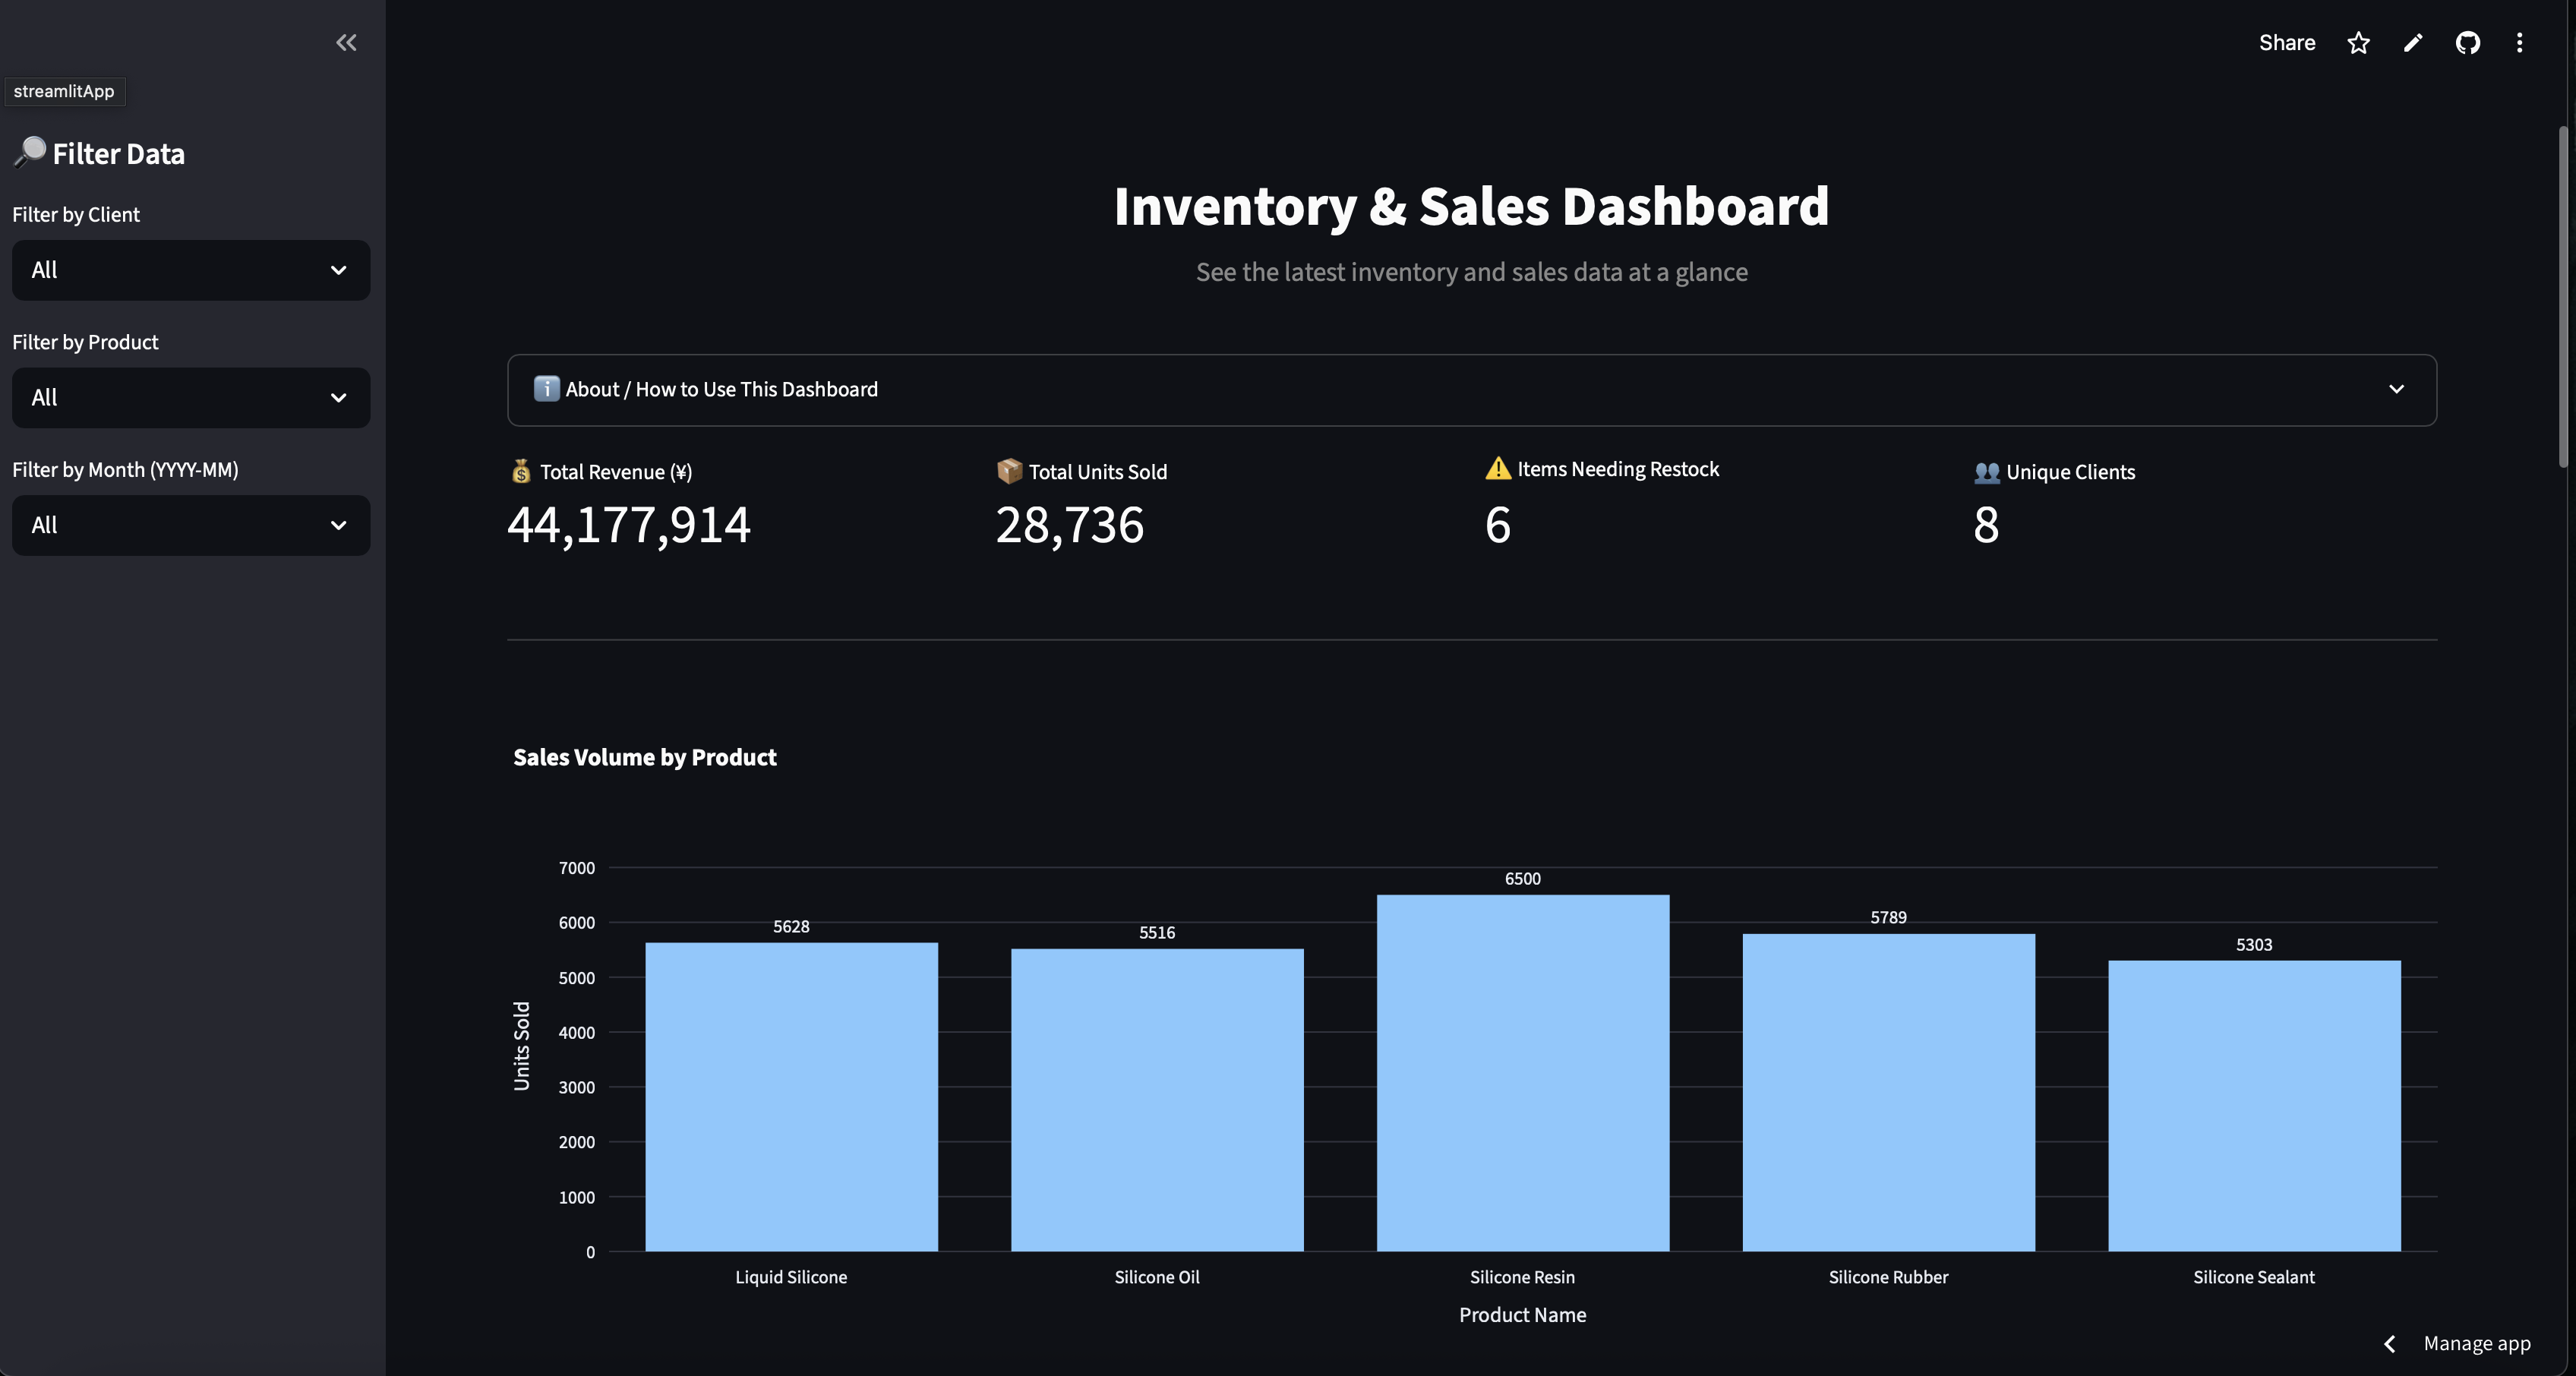 Share
streamlitApp
Filter Data
Filter by Client
All
Filter by Product
All
Filter by Month (YYYY-MM)
All
Inventory & Sales Dashboard
See the latest inventory and sales data at a glance
About / How to Use This Dashboard
Total Revenue (¥)
44,177,914
Total Units Sold
28,736
Items Needing Restock
6
Unique Clients
8
Sales Volume by Product
Units Sold
7000
6000
5000
4000
3000
2000
1000
0
5628
5516
6500
5789
5303
Liquid Silicone
Silicone Oil
Silicone Resin
Silicone Rubber
Silicone Sealant
Product Name
Manage app